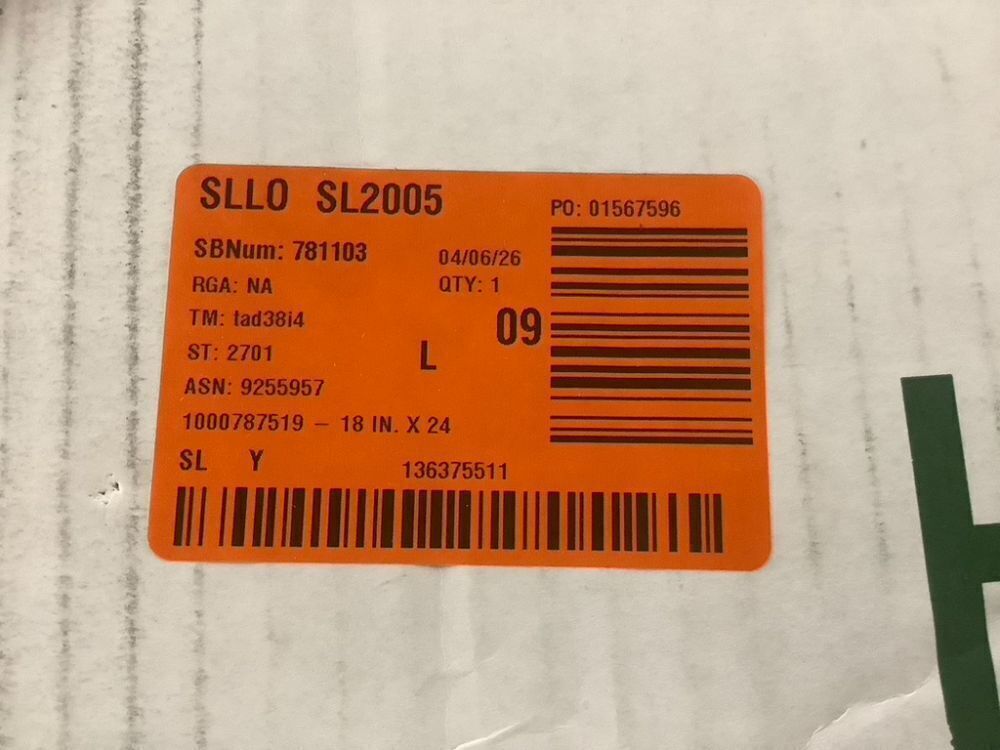 SLLO SL2005
PO: 01567596
SBNum: 781103
04/06/26
RGA: NA
QTY: 1
TM: tad38i4
09
ST: 2701
L
ASN: 9255957
1000787519 – 18 IN. X 24
SL Y
136375511